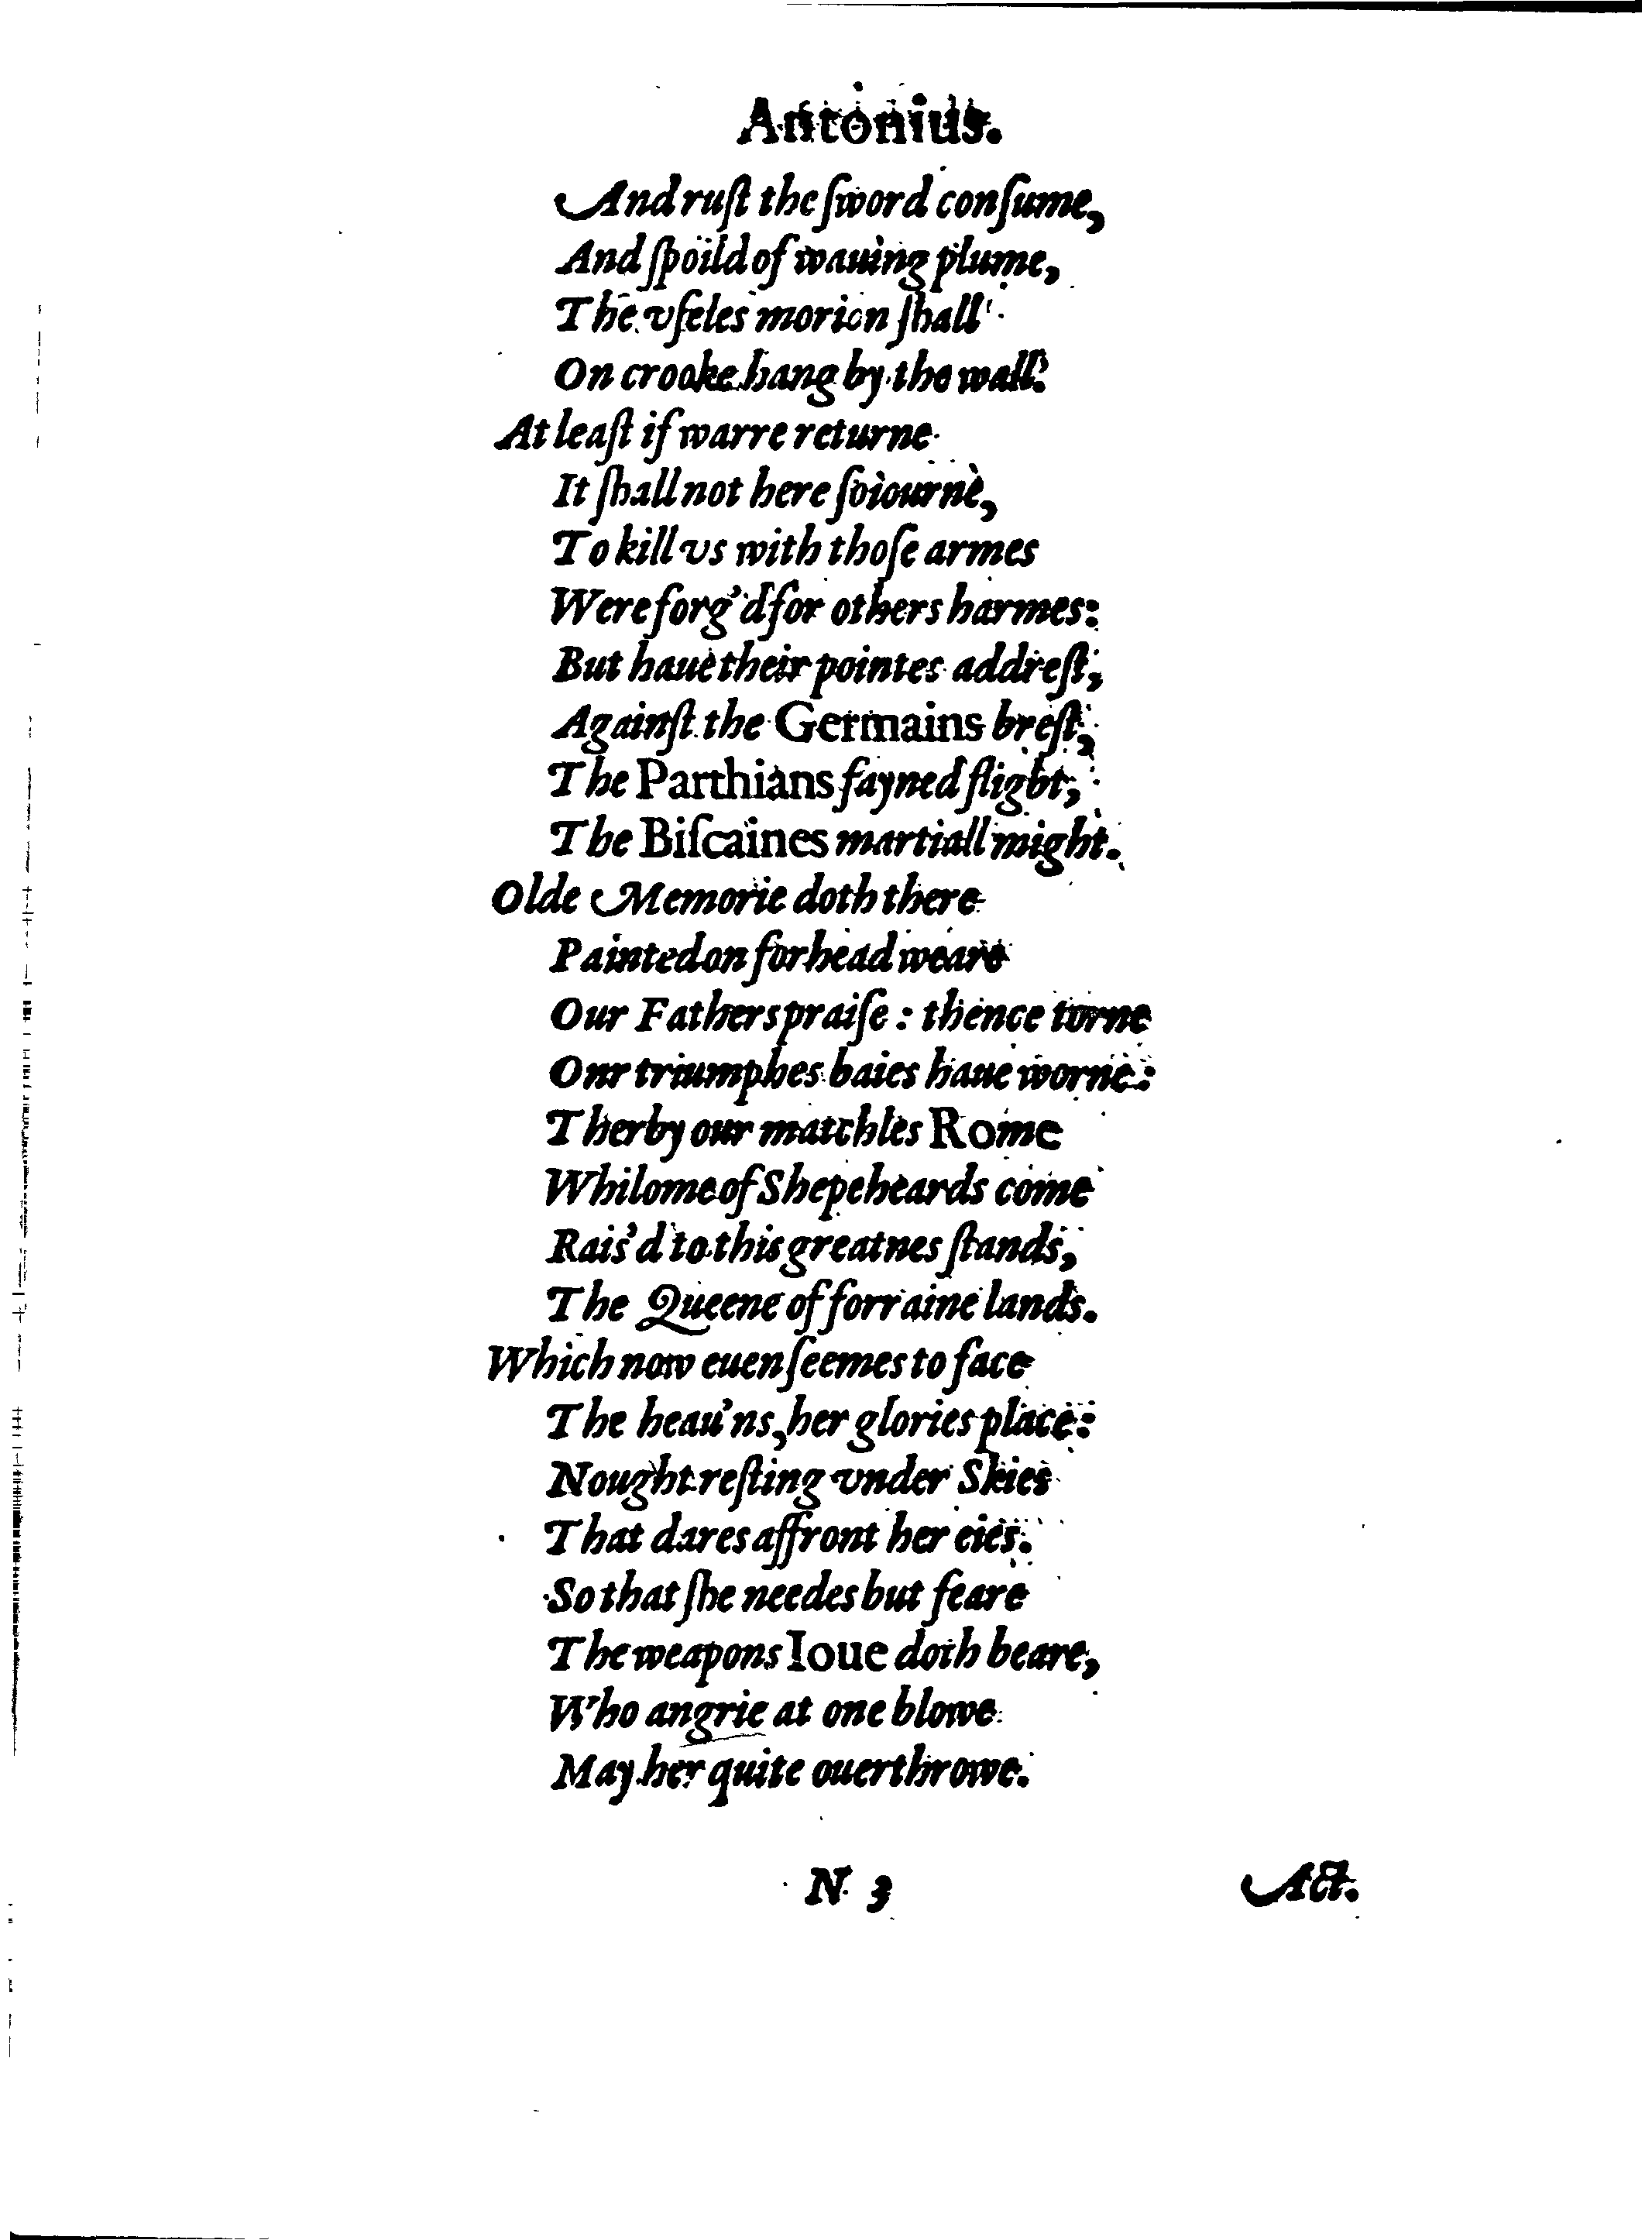 Antonius.
And ruſt the ſword conſume,
And ſpoild of wauing plume,
The vſeles morion ſhall
On crooke hang by the wall.
At leaſt if warre returne
It ſhall not here ſoiourne,
To kill vs with thoſe armes
Were forg'd for others harmes:
But haue their pointes addreſt,
Againſt the Germains breſt,
The Parthians fayned flight,
The Biſcaines martiall might.
Olde Memorie doth there
Painted on forhead weare
Our Fathers praiſe: thence torne
Our triumphes baies haue worne:
Therby our matchles Rome
Whilome of Shepeheards come
Rais'd to this greatnes ſtands,
The Queene of forraine lands.
Which now euen ſeemes to face
The heau'ns, her glories place:
Nought reſting vnder Skies
That dares affront her eies.
So that ſhe needes but feare
The weapons Ioue doth beare,
Who angrie at one blowe
May her quite ouerthrowe.
N 3 Act.